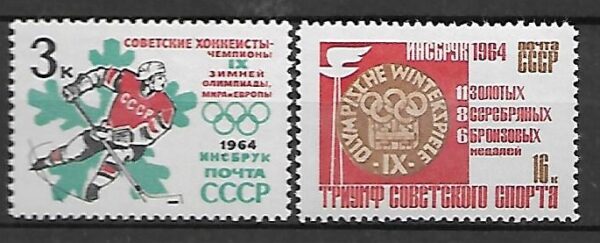 3к
СОВЕТСКИЕ ХОККЕИСТЫ-
ЧЕМПИОНЫ
IX
ЗИМНЕЙ
ОЛИМПИАДЫ,
МИРА И ЕВРОПЫ
СССР
1964
ИНСБРУК
ПОЧТА
СССР
ИНСБРУК 1964
ПОЧТА
СССР
OLYMPISCHE WINTERSPIELE
IX
11 ЗОЛОТЫХ
8 СЕРЕБРЯНЫХ
6 БРОНЗОВЫХ
МЕДАЛЕЙ
16 к
ТРИУМФ СОВЕТСКОГО СПОРТА